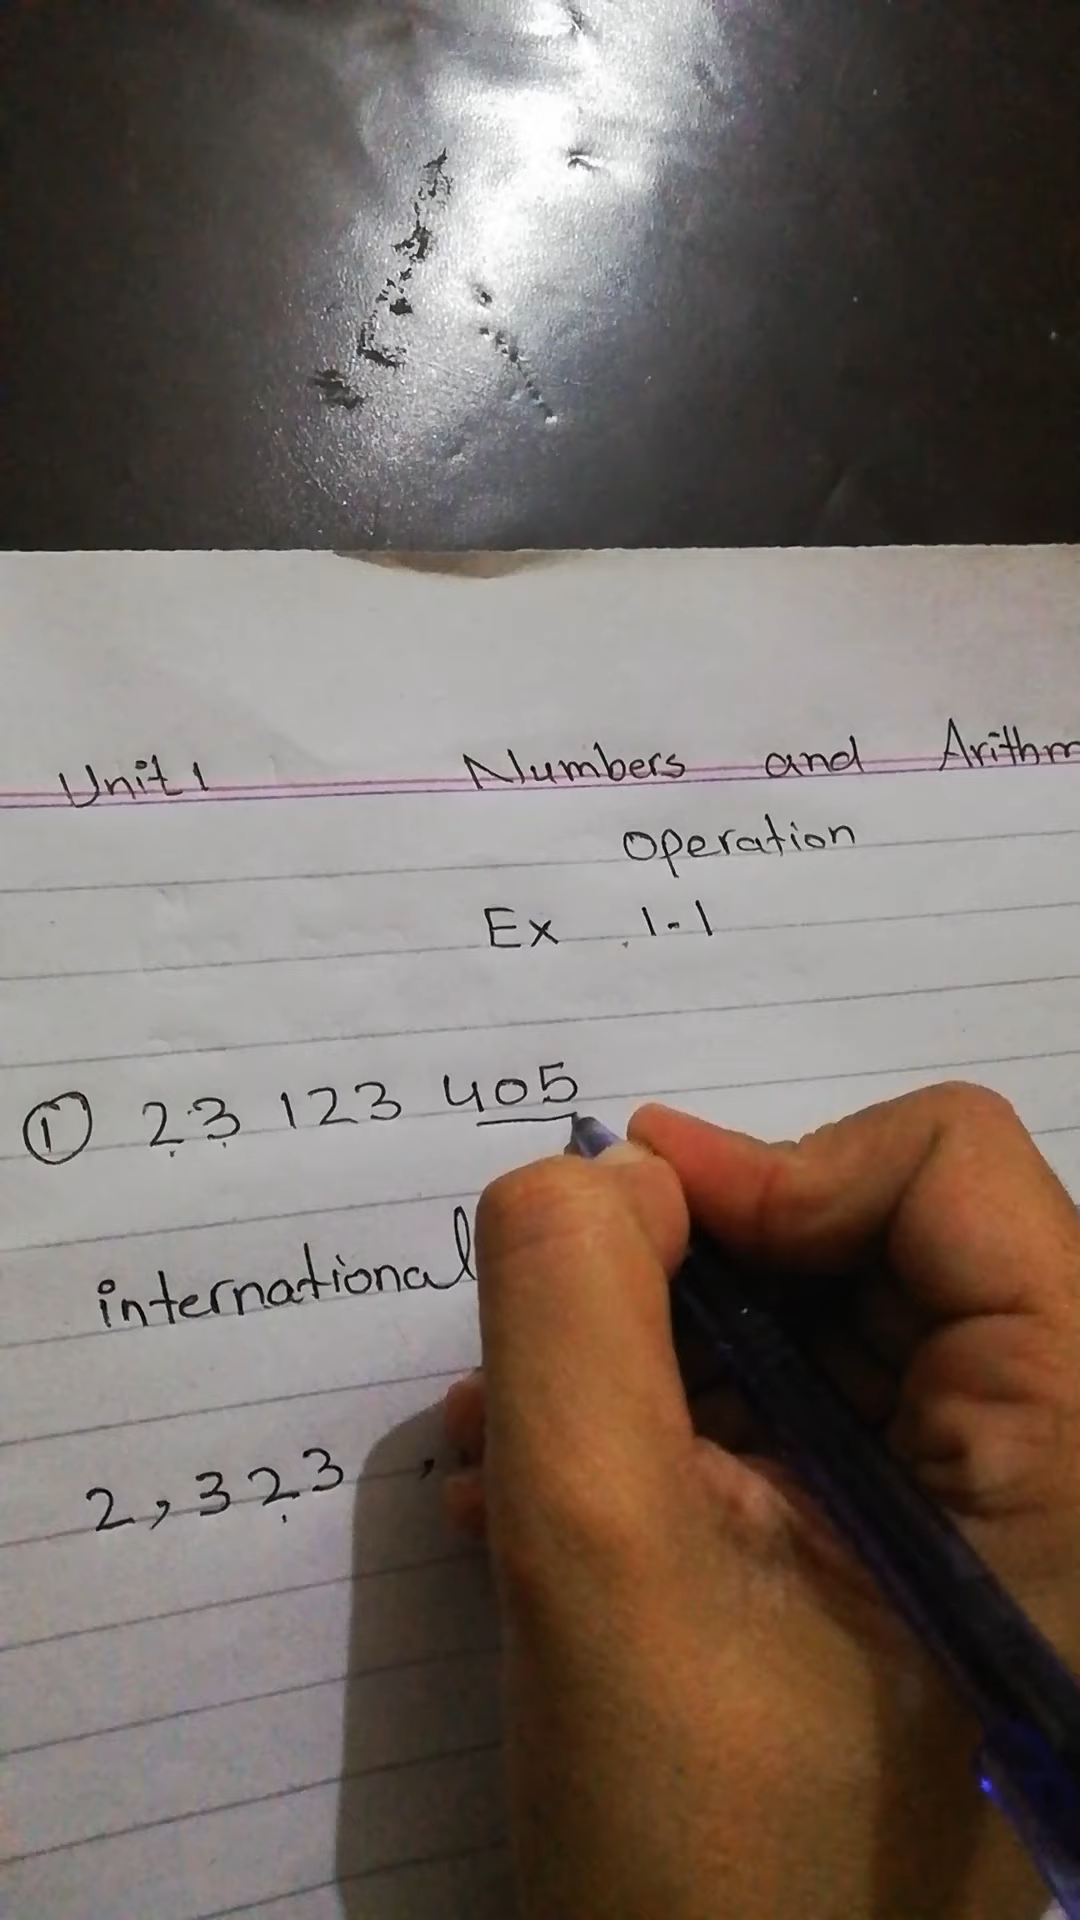 Unit 1 Numbers and Arithm
operation
Ex 1.1
① 23 123 405
international
2,323 ,